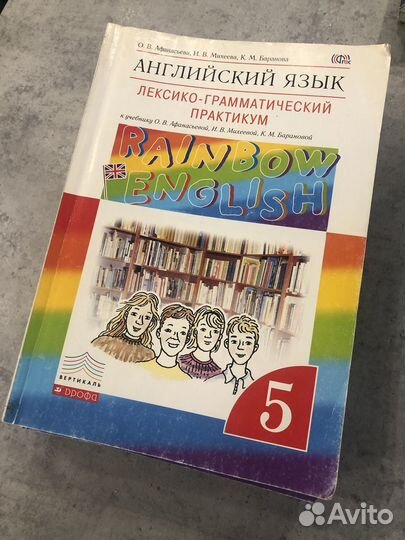 О. В. Афанасьева, И. В. Михеева, К. М. Баранова
АНГЛИЙСКИЙ ЯЗЫК
ЛЕКСИКО-ГРАММАТИЧЕСКИЙ
ПРАКТИКУМ
к учебнику О. В. Афанасьевой, И. В. Михеевой, К. М. Барановой
RAINBOW
ENGLISH
ВЕРТИКАЛЬ
дрофа
5
Avito